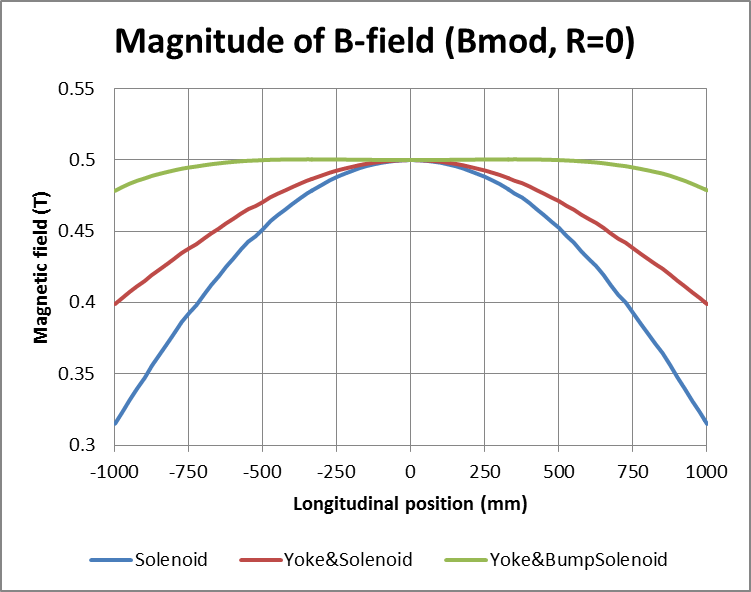 Magnitude of B-field (Bmod, R=0)
0.55
0.5
0.45
0.4
0.35
0.3
Magnetic field (T)
-1000 -750 -500 -250 0 250 500 750 1000
Longitudinal position (mm)
Solenoid Yoke&Solenoid Yoke&BumpSolenoid